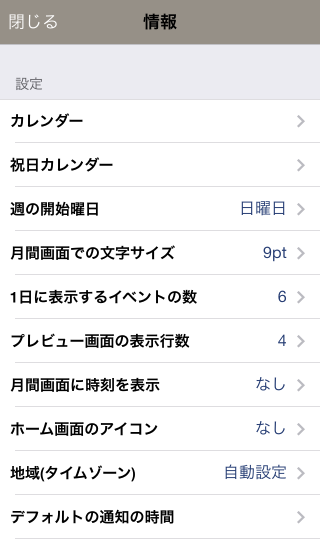 閉じる 情報
設定
カレンダー
祝日カレンダー
週の開始曜日 日曜日
月間画面での文字サイズ 9pt
1日に表示するイベントの数 6
プレビュー画面の表示行数 4
月間画面に時刻を表示 なし
ホーム画面のアイコン なし
地域(タイムゾーン) 自動設定
デフォルトの通知の時間